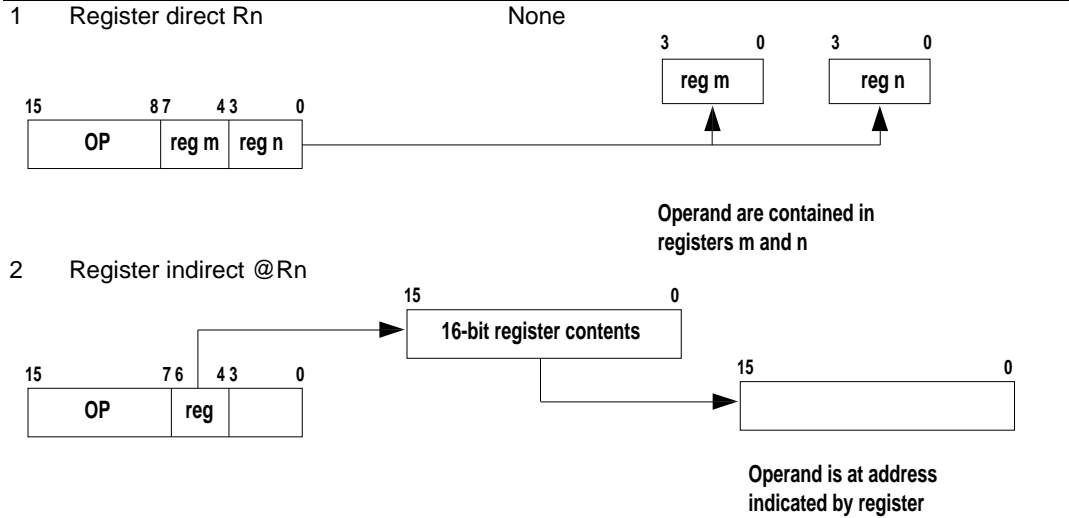 1 Register direct Rn None
3 0 3 0
reg m reg n
15 8 7 4 3 0
OP reg m reg n
Operand are contained in
registers m and n
2 Register indirect @Rn
15 0
16-bit register contents
15 7 6 4 3 0
OP reg
15 0
Operand is at address
indicated by register